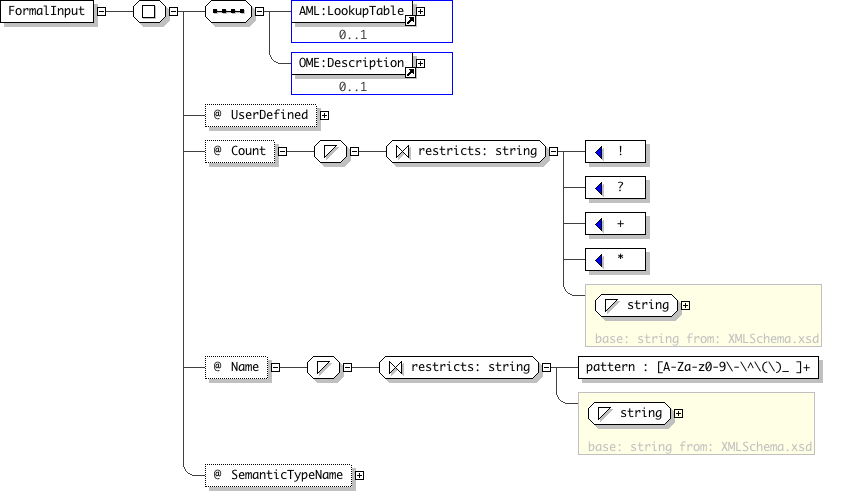 FormalInput
AML:LookupTable
0..1
OME:Description
0..1
@ UserDefined
@ Count
restricts: string
!
?
+
*
string
base: string from: XMLSchema.xsd
@ Name
restricts: string
pattern : [A-Za-z0-9\-\^\(\)_ ]+
string
base: string from: XMLSchema.xsd
@ SemanticTypeName